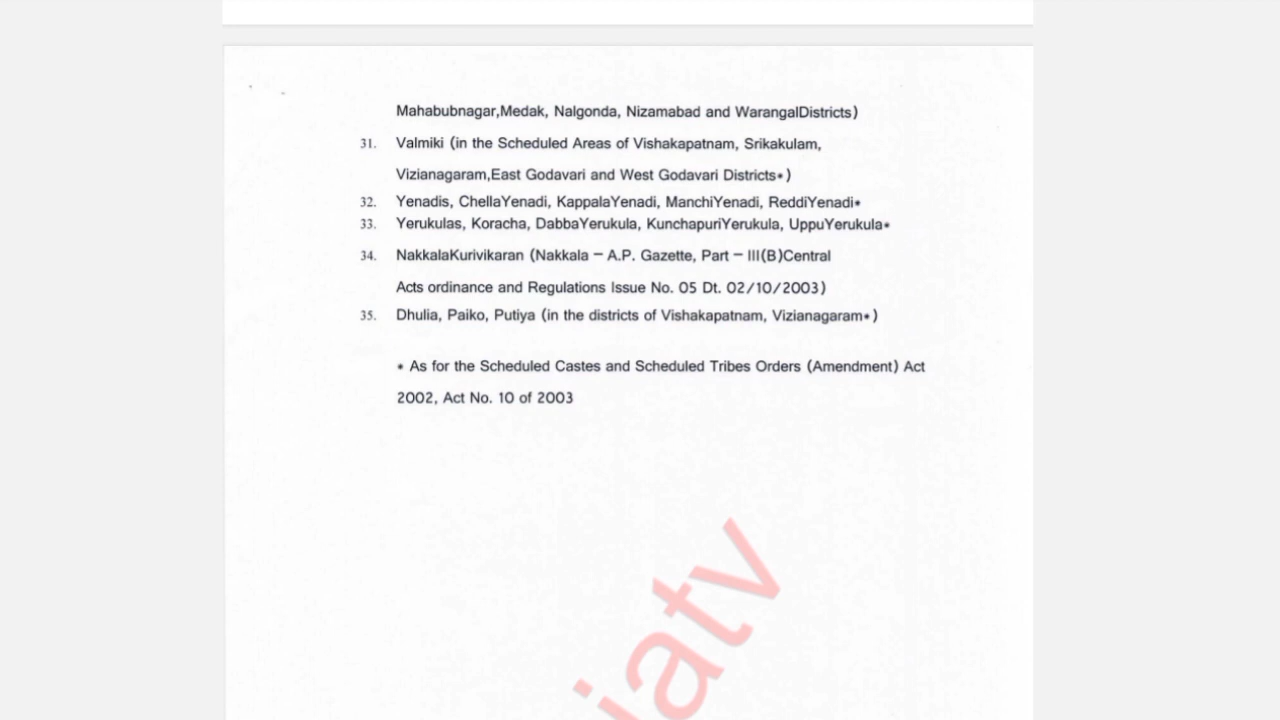 Mahabubnagar,Medak, Nalgonda, Nizamabad and WarangalDistricts)
31. Valmiki (in the Scheduled Areas of Vishakapatnam, Srikakulam,
Vizianagaram,East Godavari and West Godavari Districts*)
32. Yenadis, ChellaYenadi, KappalaYenadi, ManchiYenadi, ReddiYenadi*
33. Yerukulas, Koracha, DabbaYerukula, KunchapuriYerukula, UppuYerukula*
34. NakkalaKurivikaran (Nakkala – A.P. Gazette, Part – III(B)Central
Acts ordinance and Regulations Issue No. 05 Dt. 02/10/2003)
35. Dhulia, Paiko, Putiya (in the districts of Vishakapatnam, Vizianagaram*)
* As for the Scheduled Castes and Scheduled Tribes Orders (Amendment) Act
2002, Act No. 10 of 2003
iatv